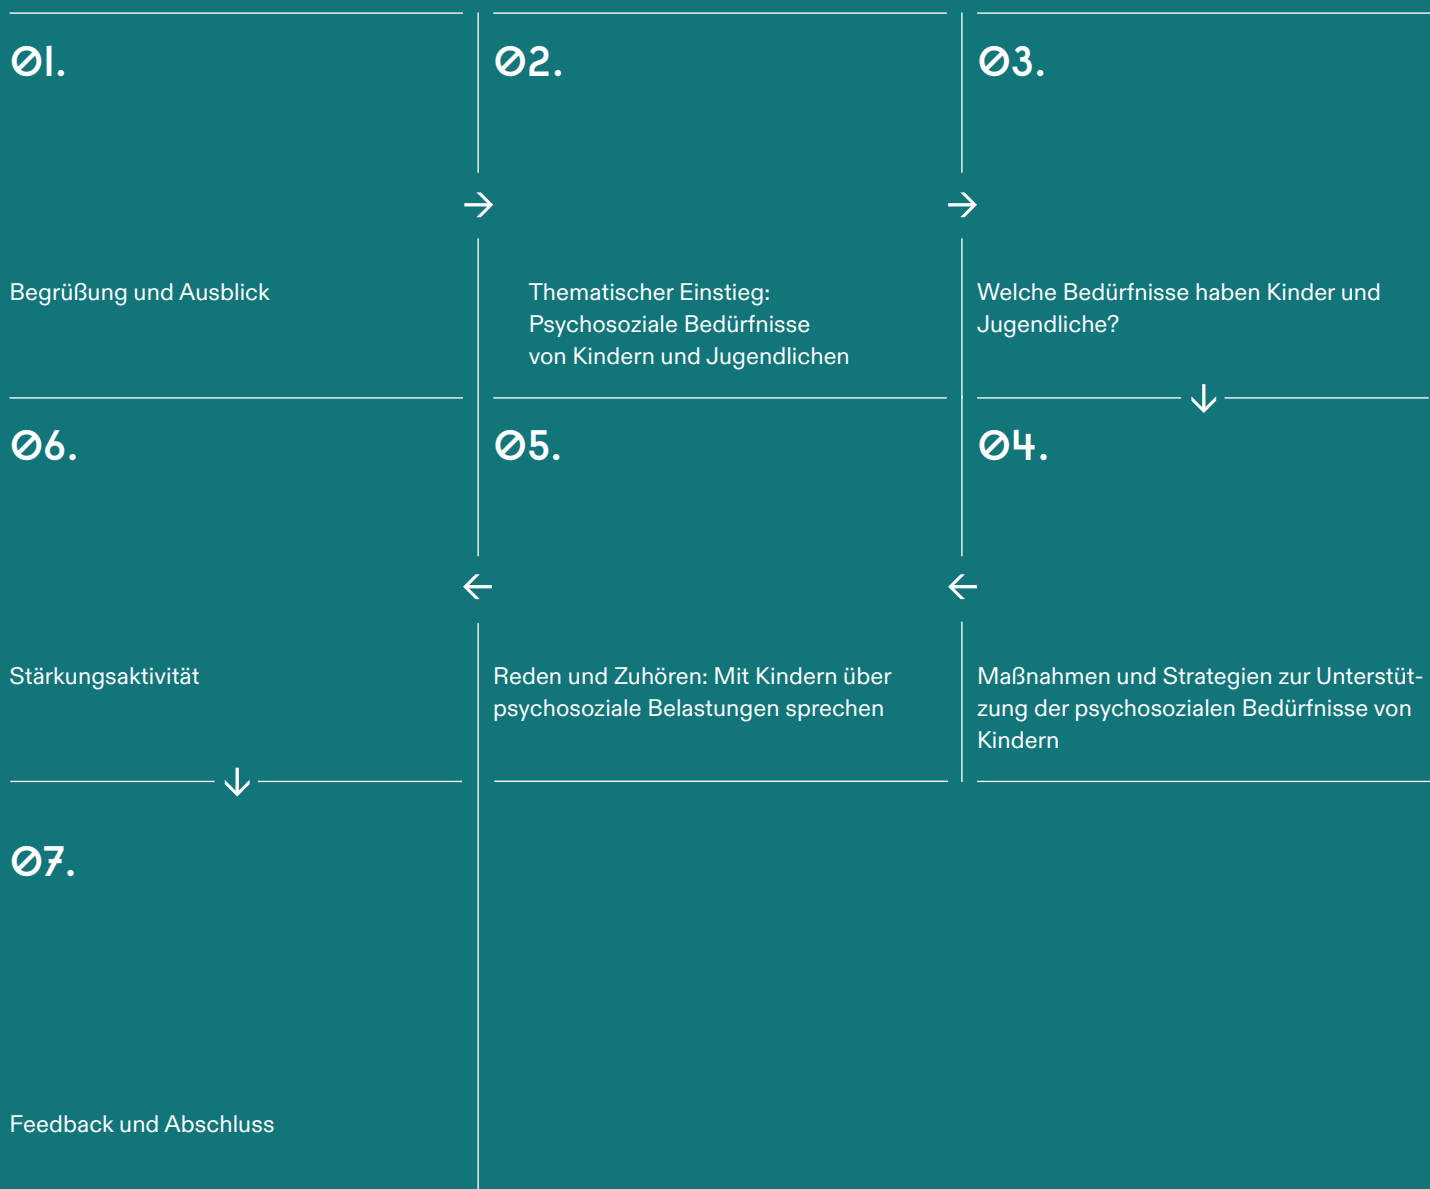 01.
Begrüßung und Ausblick
02.
Thematischer Einstieg:
Psychosoziale Bedürfnisse
von Kindern und Jugendlichen
03.
Welche Bedürfnisse haben Kinder und
Jugendliche?
04.
Maßnahmen und Strategien zur Unterstüt-
zung der psychosozialen Bedürfnisse von
Kindern
05.
Reden und Zuhören: Mit Kindern über
psychosoziale Belastungen sprechen
06.
Stärkungsaktivität
07.
Feedback und Abschluss